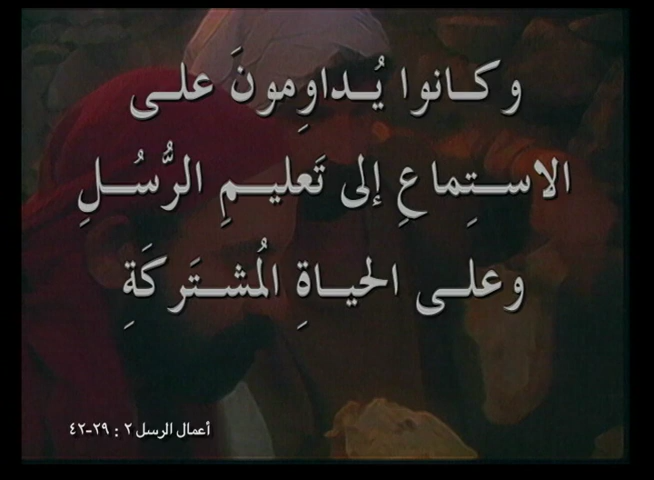 وكانوا يُداوِمونَ على
الاستِماعِ إلى تَعليمِ الرُّسُلِ
وعلى الحياةِ المُشتَركَةِ
أعمال الرسل ٢ : ٢٩-٤٢